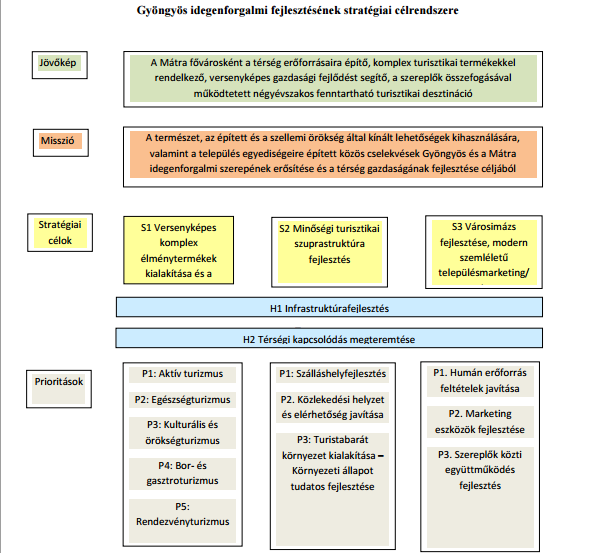 Gyöngyös idegenforgalmi fejlesztésének stratégiai célrendszere
Jövőkép
A Mátra fővárosként a térség erőforrásaira építő, komplex turisztikai termékekkel
rendelkező, versenyképes gazdasági fejlődést segítő, a szereplők összefogásával
működtetett négyévszakos fenntartható turisztikai desztináció
Misszió
A természet, az épített és a szellemi örökség által kínált lehetőségek kihasználására,
valamint a település egyediségeire épített közös cselekvések Gyöngyös és a Mátra
idegenforgalmi szerepének erősítése és a térség gazdaságának fejlesztése céljából
Stratégiai
célok
S1 Versenyképes
komplex
élménytermékek
kialakítása és a
S2 Minőségi turisztikai
szuprastruktúra
fejlesztés
S3 Városimázs
fejlesztése, modern
szemléletű
településmarketing/
H1 Infrastruktúrafejlesztés
H2 Térségi kapcsolódás megteremtése
Prioritások
P1: Aktív turizmus
P2: Egészségturizmus
P3: Kulturális és
örökségturizmus
P4: Bor- és
gasztroturizmus
P5:
Rendezvényturizmus
P1: Szálláshelyfejlesztés
P2. Közlekedési helyzet
és elérhetőség javítása
P3: Turistabarát
környezet kialakítása –
Környezeti állapot
tudatos fejlesztése
P1. Humán erőforrás
feltételek javítása
P2. Marketing
eszközök fejlesztése
P3. Szereplők közti
együttműködés
fejlesztés